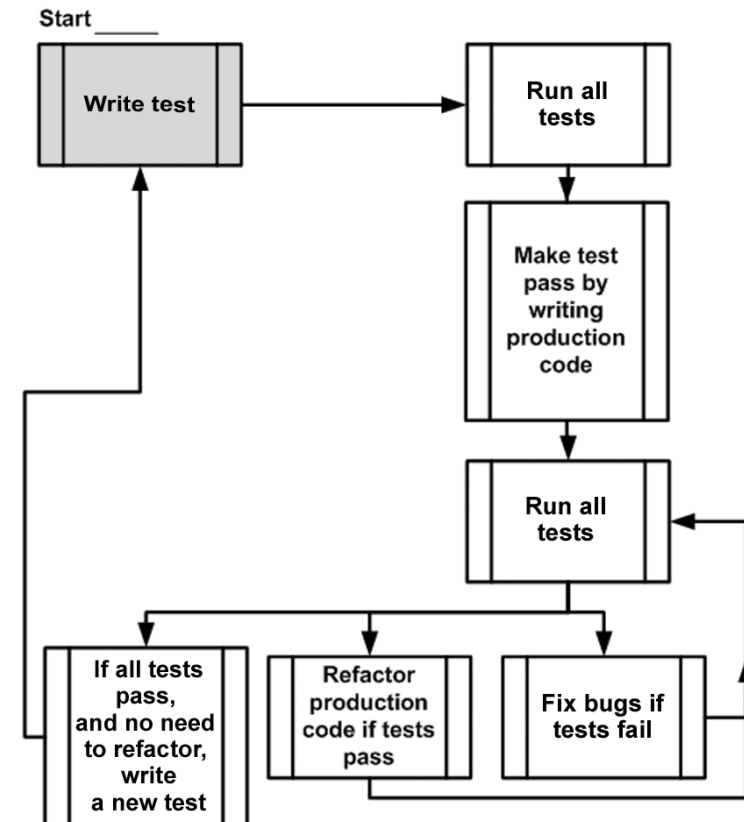 Start
Write test
Run all
tests
Make test
pass by
writing
production
code
Run all
tests
If all tests
pass,
and no need
to refactor,
write
a new test
Refactor
production
code if tests
pass
Fix bugs if
tests fail